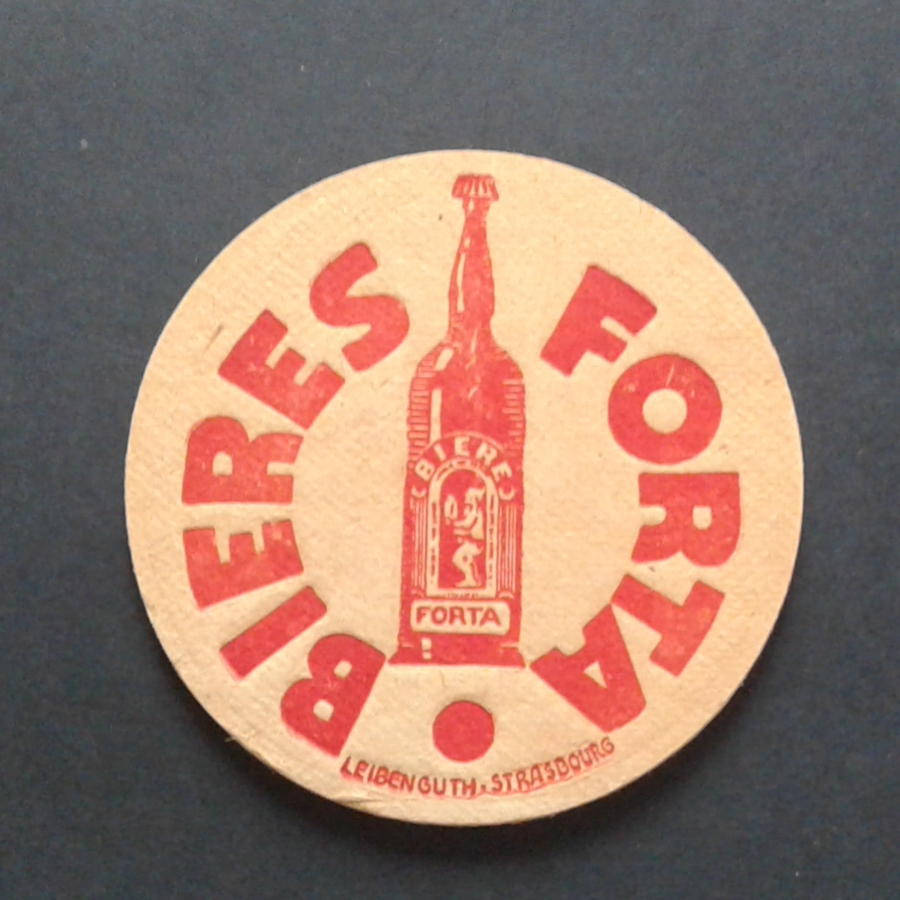 BIERES FORTA
BIERE
FORTA
LEIBENGUTH. STRASBOURG